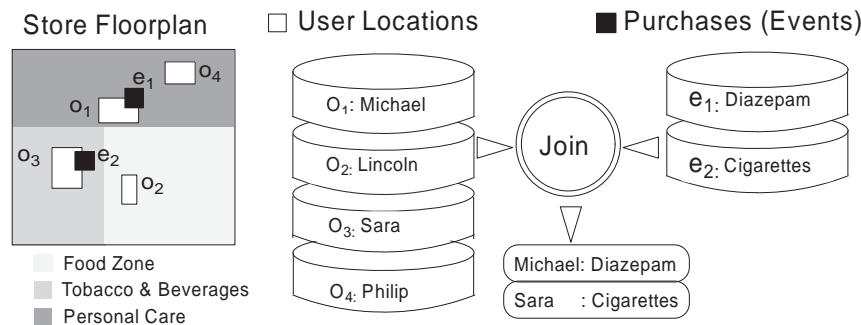 Store Floorplan
User Locations
Purchases (Events)
o4
e1
o1
o3
e2
o2
Food Zone
Tobacco & Beverages
Personal Care
O1: Michael
O2: Lincoln
O3: Sara
O4: Philip
Join
e1: Diazepam
e2: Cigarettes
Michael: Diazepam
Sara : Cigarettes